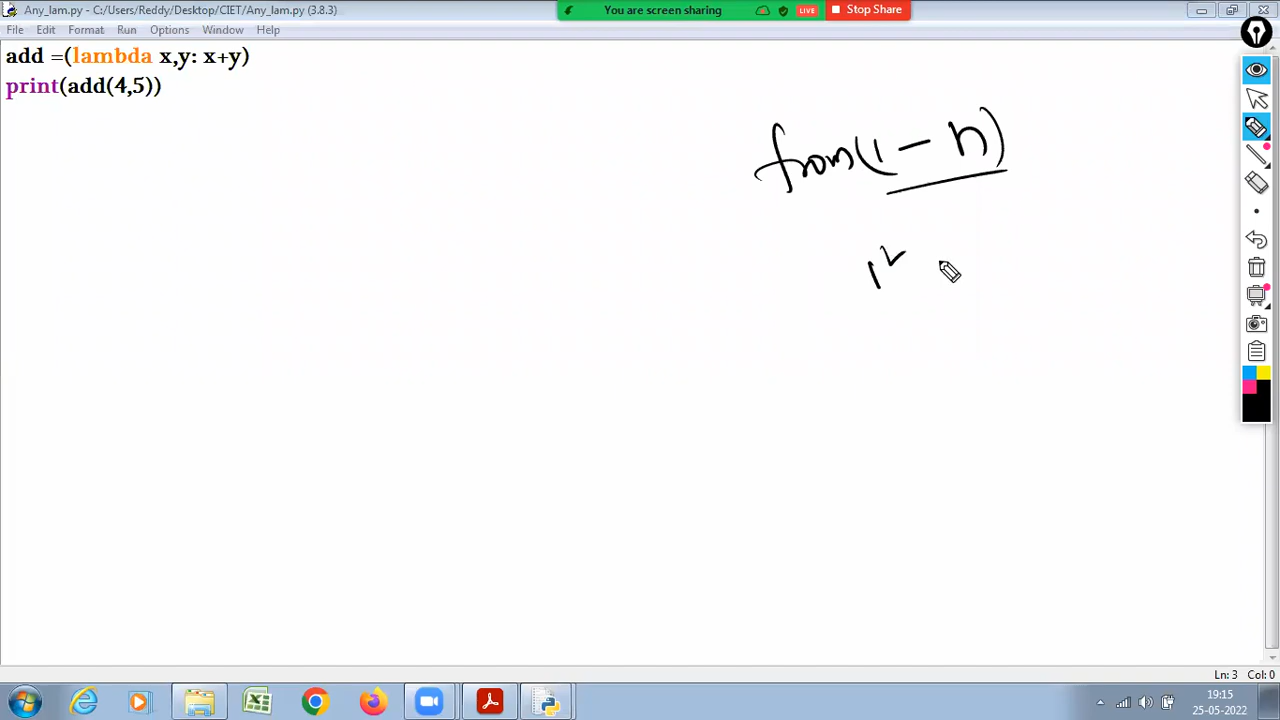 Any_lam.py - C:/Users/Reddy/Desktop/CIET/Any_lam.py (3.8.3)
You are screen sharing LIVE Stop Share
File Edit Format Run Options Window Help
add =(lambda x,y: x+y)
print(add(4,5))
from(1 - n)
1²
Ln: 3 Col: 0
19:15
25-05-2022